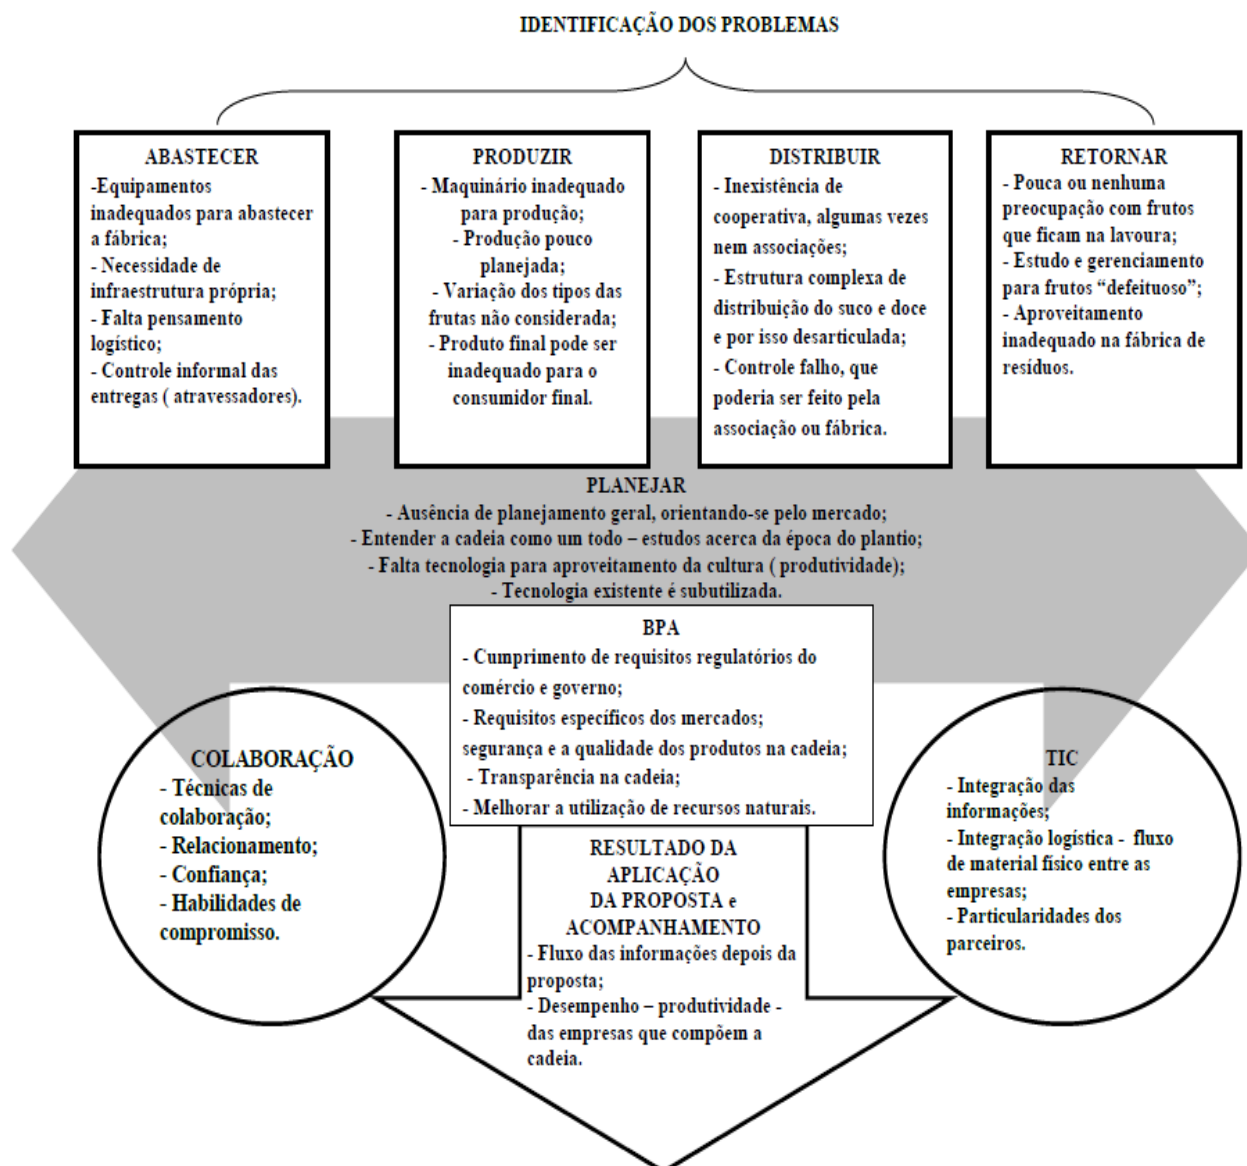 IDENTIFICAÇÃO DOS PROBLEMAS
ABASTECER
-Equipamentos
inadequados para abastecer
a fábrica;
- Necessidade de
infraestrutura própria;
- Falta pensamento
logístico;
- Controle informal das
entregas ( atravessadores).
PRODUZIR
- Maquinário inadequado
para produção;
- Produção pouco
planejada;
- Variação dos tipos das
frutas não considerada;
- Produto final pode ser
inadequado para o
consumidor final.
DISTRIBUIR
- Inexistência de
cooperativa, algumas vezes
nem associações;
- Estrutura complexa de
distribuição do suco e doce
e por isso desarticulada;
- Controle falho, que
poderia ser feito pela
associação ou fábrica.
RETORNAR
- Pouca ou nenhuma
preocupação com frutos
que ficam na lavoura;
- Estudo e gerenciamento
para frutos “defeituoso”;
- Aproveitamento
inadequado na fábrica de
resíduos.
PLANEJAR
- Ausência de planejamento geral, orientando-se pelo mercado;
- Entender a cadeia como um todo – estudos acerca da época do plantio;
- Falta tecnologia para aproveitamento da cultura ( produtividade);
- Tecnologia existente é subutilizada.
BPA
- Cumprimento de requisitos regulatórios do
comércio e governo;
- Requisitos específicos dos mercados;
segurança e a qualidade dos produtos na cadeia;
- Transparência na cadeia;
- Melhorar a utilização de recursos naturais.
COLABORAÇÃO
- Técnicas de
colaboração;
- Relacionamento;
- Confiança;
- Habilidades de
compromisso.
TIC
- Integração das
informações;
- Integração logística - fluxo
de material físico entre as
empresas;
- Particularidades dos
parceiros.
RESULTADO DA
APLICAÇÃO
DA PROPOSTA e
ACOMPANHAMENTO
- Fluxo das informações depois da
proposta;
- Desempenho – produtividade -
das empresas que compõem a
cadeia.